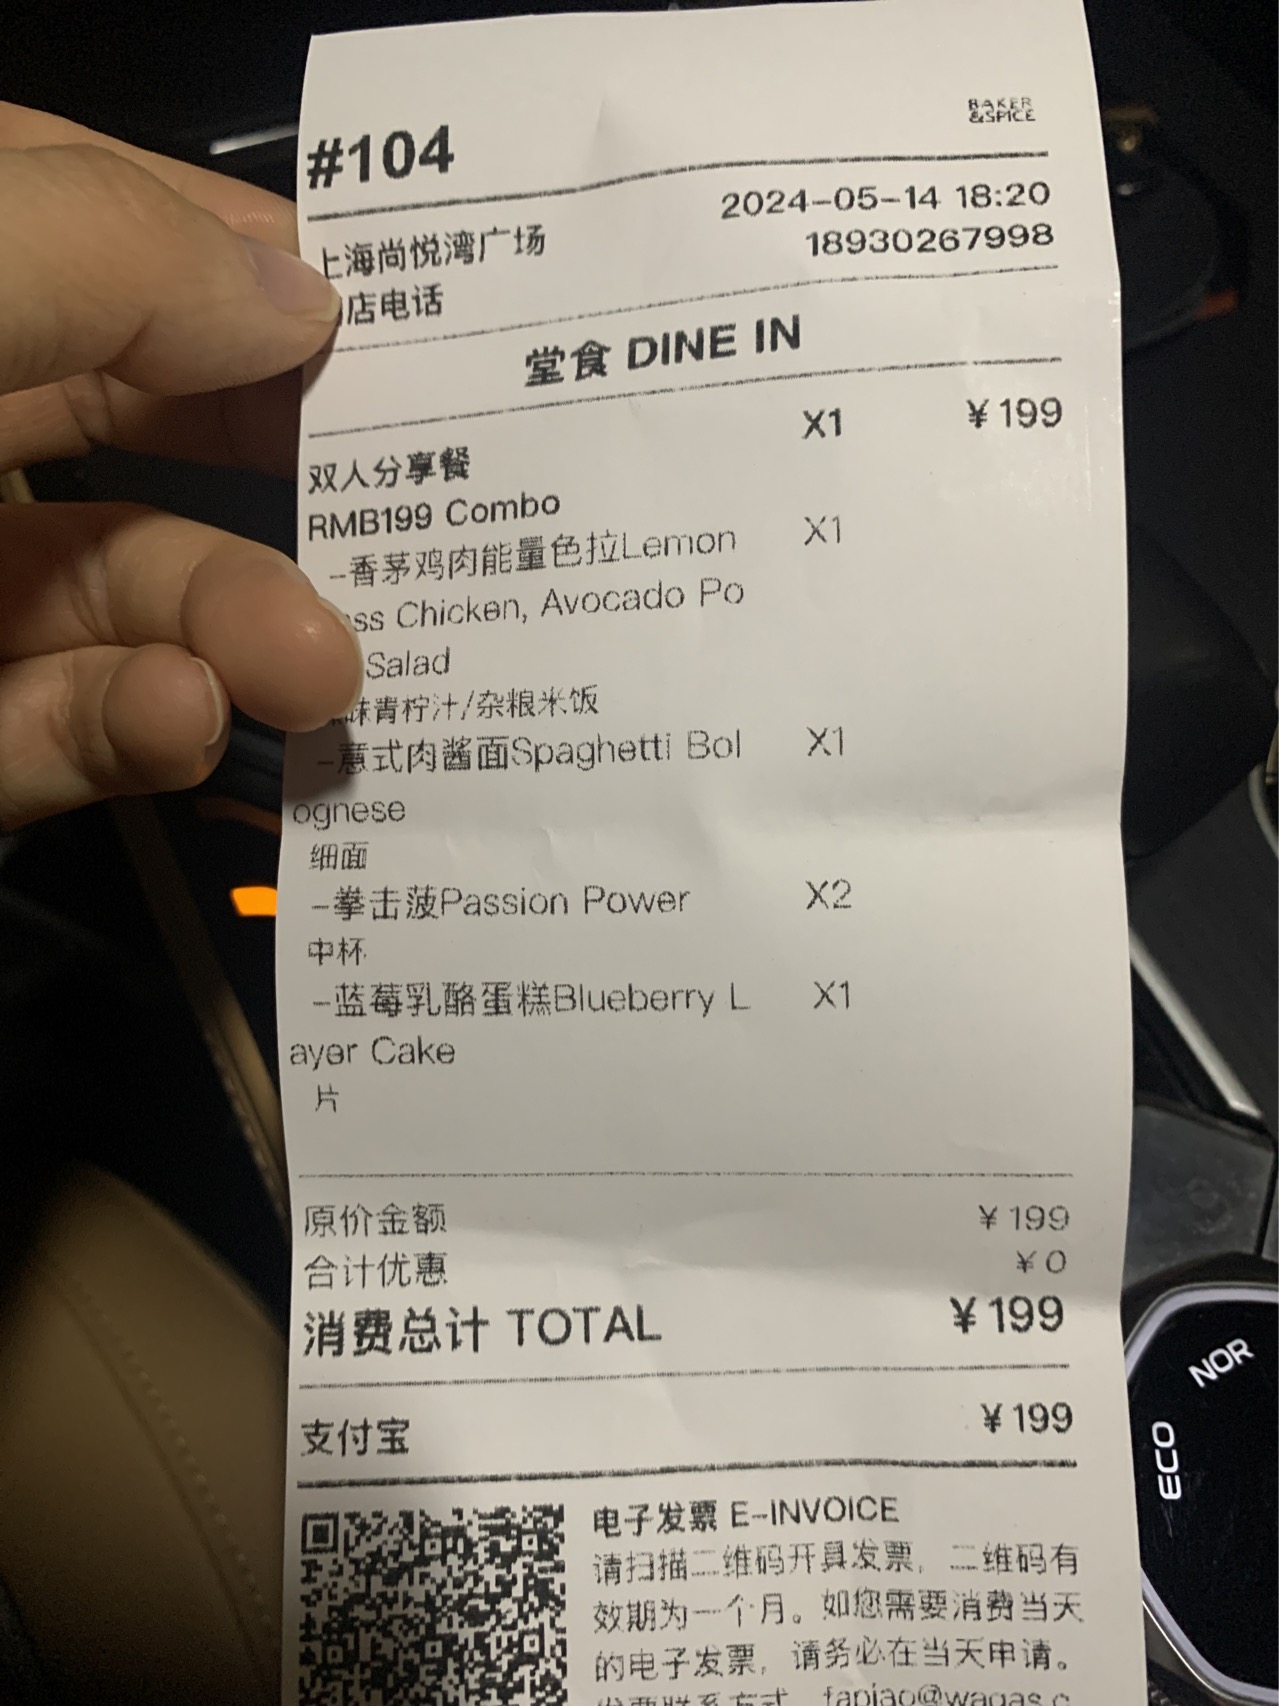 BAKER
&SPICE
#104
2024-05-14 18:20
上海尚悦湾广场
18930267998
店电话
堂食 DINE IN
双人分享餐 X1 ¥199
RMB199 Combo
-香茅鸡肉能量色拉Lemon X1
ss Chicken, Avocado Po
Salad
味青柠汁/杂粮米饭
-意式肉酱面Spaghetti Bol X1
ognese
细面
-拳击菠Passion Power X2
中杯
-蓝莓乳酪蛋糕Blueberry L X1
ayer Cake
片
原价金额 ¥199
合计优惠 ¥0
消费总计 TOTAL ¥199
支付宝 ¥199
电子发票 E-INVOICE
请扫描二维码开具发票，二维码有
效期为一个月。如您需要消费当天
的电子发票，请务必在当天申请。
发票联系方式 fapiao@wagas.c
NOR
ECO